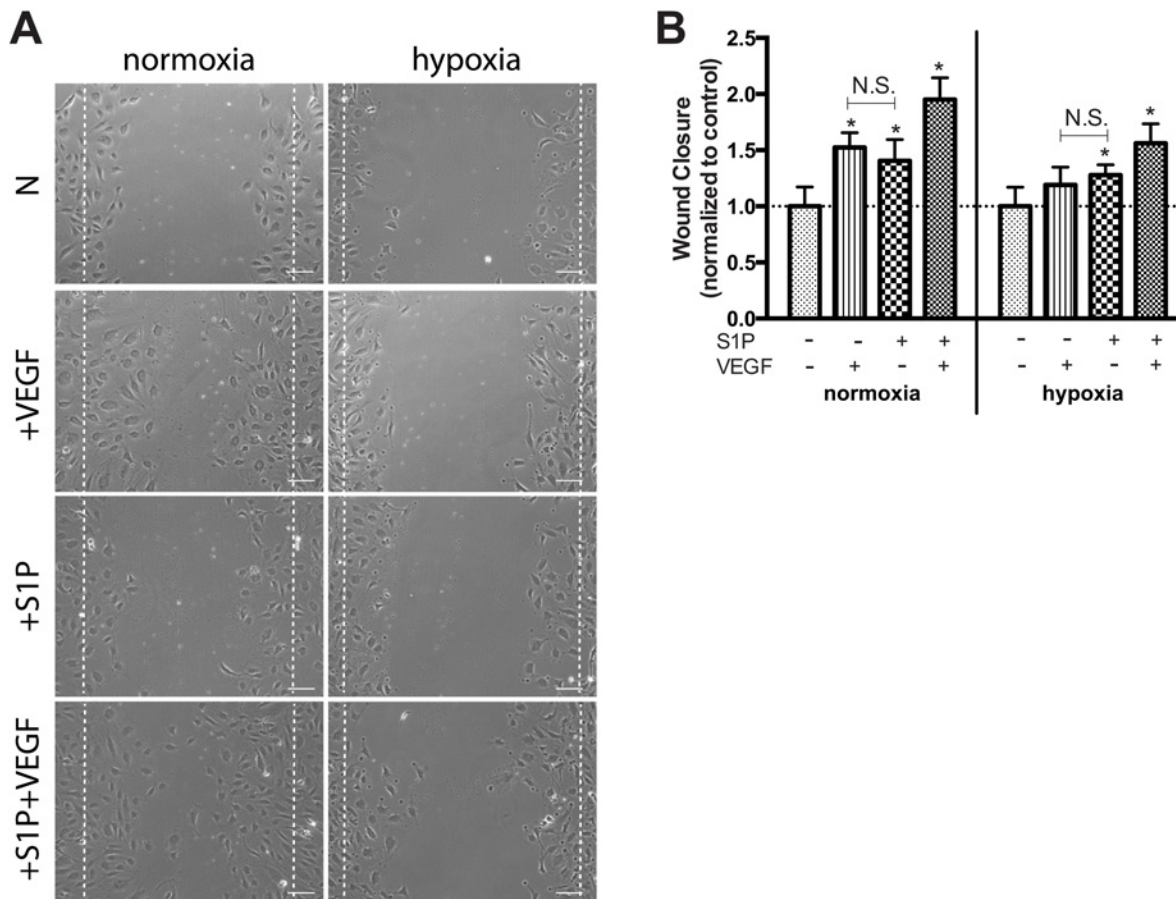 A
normoxia hypoxia
N
+VEGF
+S1P
+S1P+VEGF
B
Wound Closure
(normalized to control)
2.5
2.0
1.5
1.0
0.5
0.0
N.S.
* * *
N.S.
* *
S1P - - + + - - + +
VEGF - + - + - + - +
normoxia hypoxia